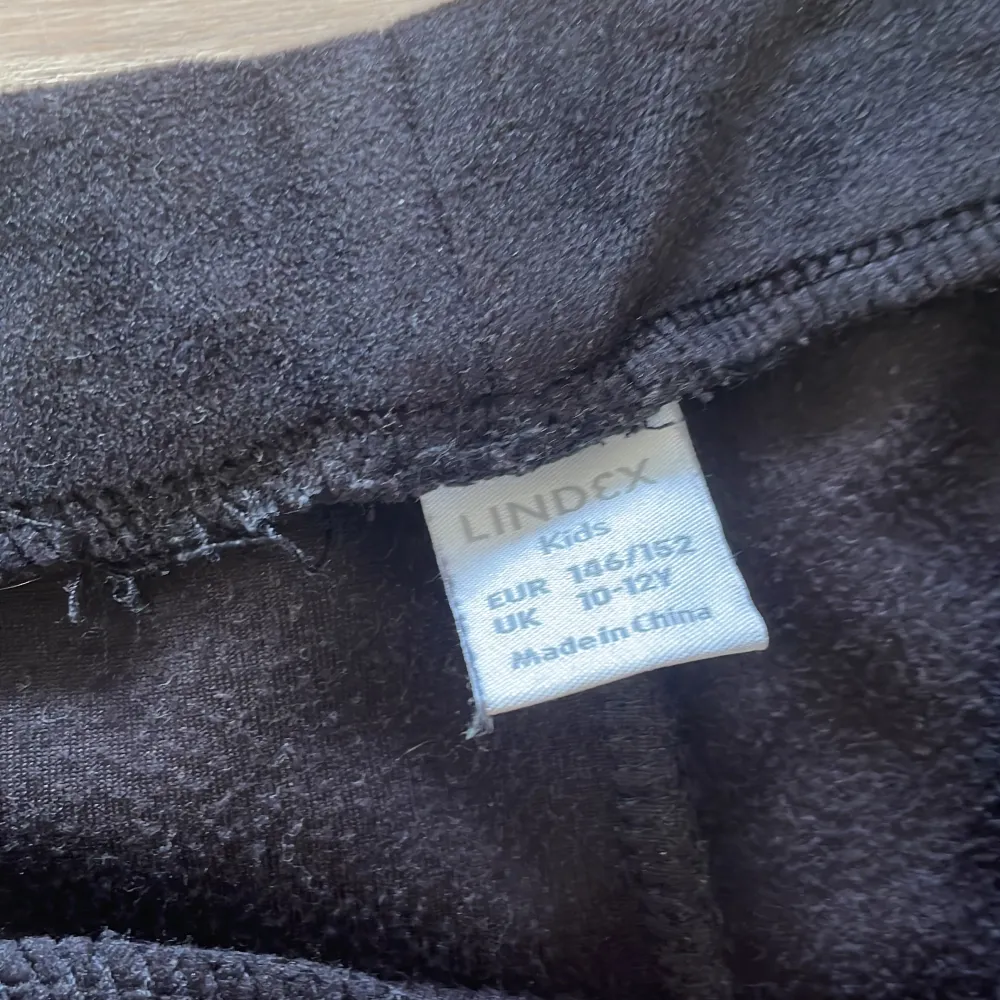 LINDEX
Kids
EUR 146/152
UK 10-12Y
Made in China